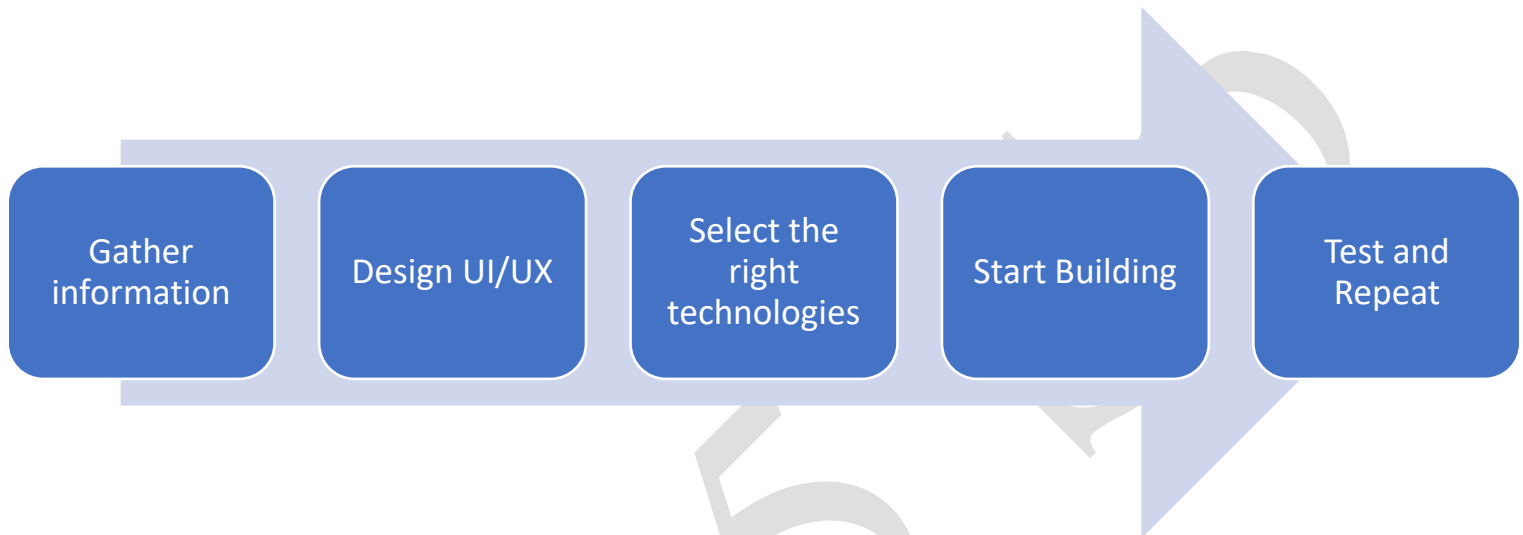 Gather
information
Design UI/UX
Select the
right
technologies
Start Building
Test and
Repeat